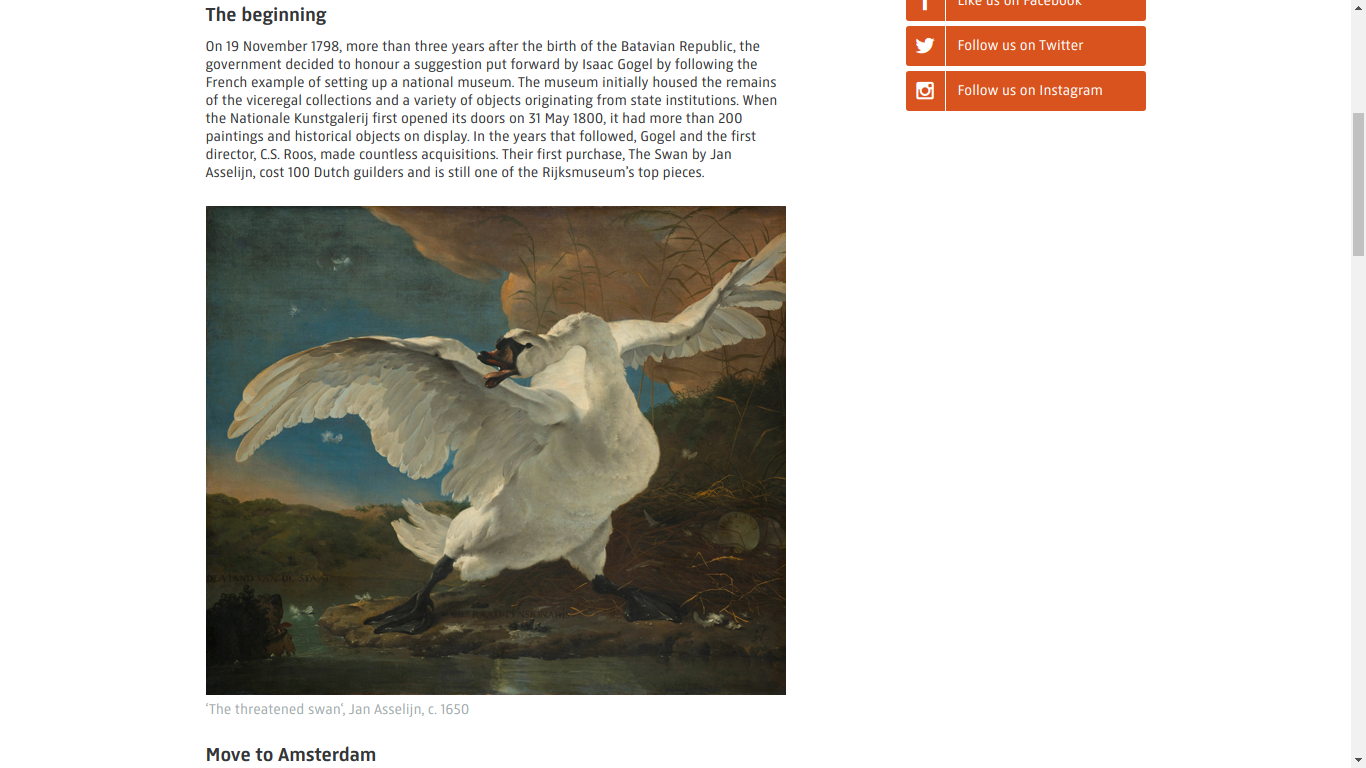 The beginning
On 19 November 1798, more than three years after the birth of the Batavian Republic, the
government decided to honour a suggestion put forward by Isaac Gogel by following the
French example of setting up a national museum. The museum initially housed the remains
of the viceregal collections and a variety of objects originating from state institutions. When
the Nationale Kunstgalerij first opened its doors on 31 May 1800, it had more than 200
paintings and historical objects on display. In the years that followed, Gogel and the first
director, C.S. Roos, made countless acquisitions. Their first purchase, The Swan by Jan
Asselijn, cost 100 Dutch guilders and is still one of the Rijksmuseum's top pieces.
Like us on Facebook
Follow us on Twitter
Follow us on Instagram
'The threatened swan', Jan Asselijn, c. 1650
Move to Amsterdam